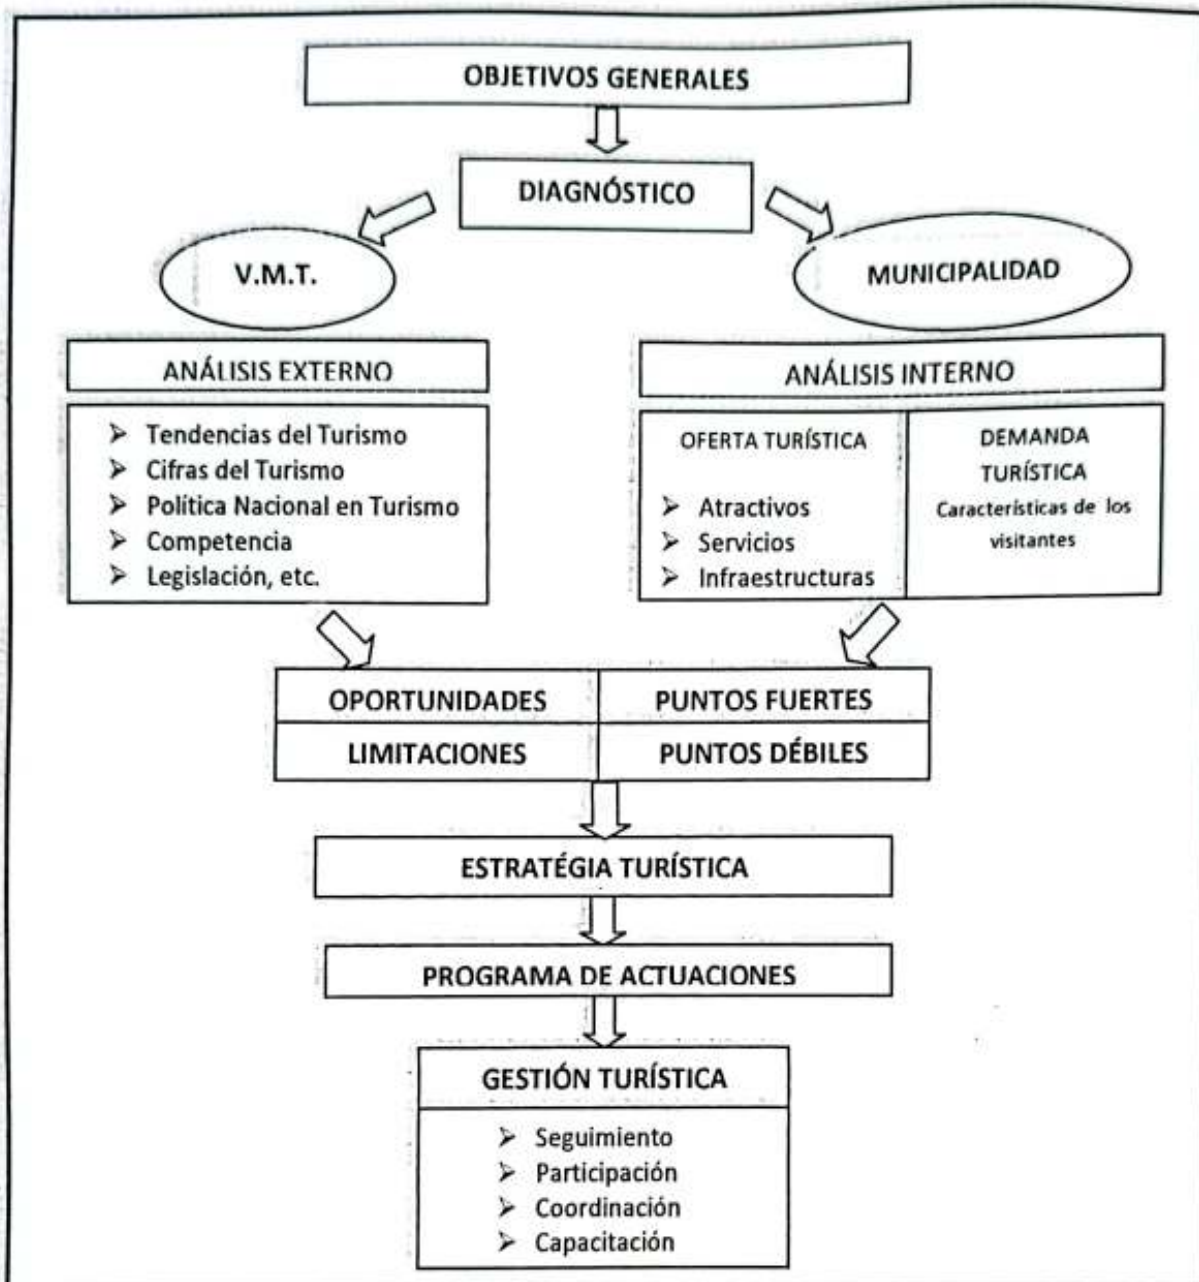 OBJETIVOS GENERALES
DIAGNÓSTICO
V.M.T.
MUNICIPALIDAD
ANÁLISIS EXTERNO
➤ Tendencias del Turismo
➤ Cifras del Turismo
➤ Política Nacional en Turismo
➤ Competencia
➤ Legislación, etc.
ANÁLISIS INTERNO
OFERTA TURÍSTICA
➤ Atractivos
➤ Servicios
➤ Infraestructuras
DEMANDA
TURÍSTICA
Características de los
visitantes
OPORTUNIDADES
PUNTOS FUERTES
LIMITACIONES
PUNTOS DÉBILES
ESTRATÉGIA TURÍSTICA
PROGRAMA DE ACTUACIONES
GESTIÓN TURÍSTICA
➤ Seguimiento
➤ Participación
➤ Coordinación
➤ Capacitación